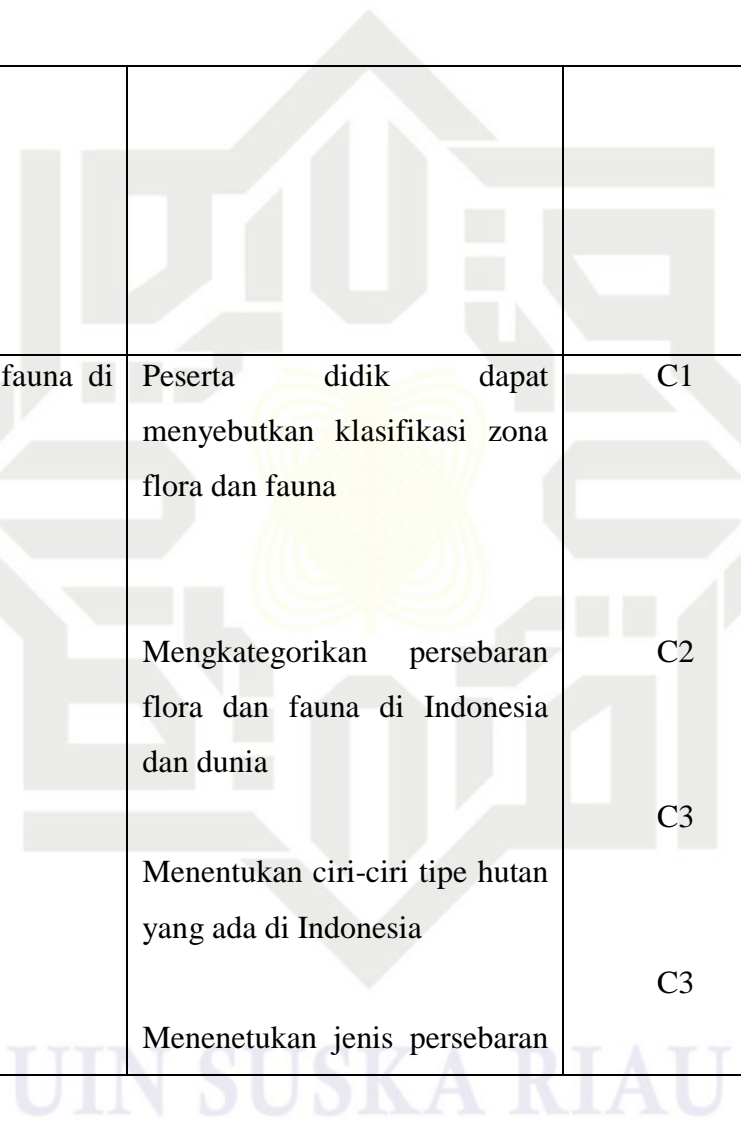 fauna di Peserta didik dapat C1
menyebutkan klasifikasi zona
flora dan fauna
Mengkategorikan persebaran C2
flora dan fauna di Indonesia
dan dunia
C3
Menentukan ciri-ciri tipe hutan
yang ada di Indonesia
C3
Menenetukan jenis persebaran
UIN SUSKA RIAU